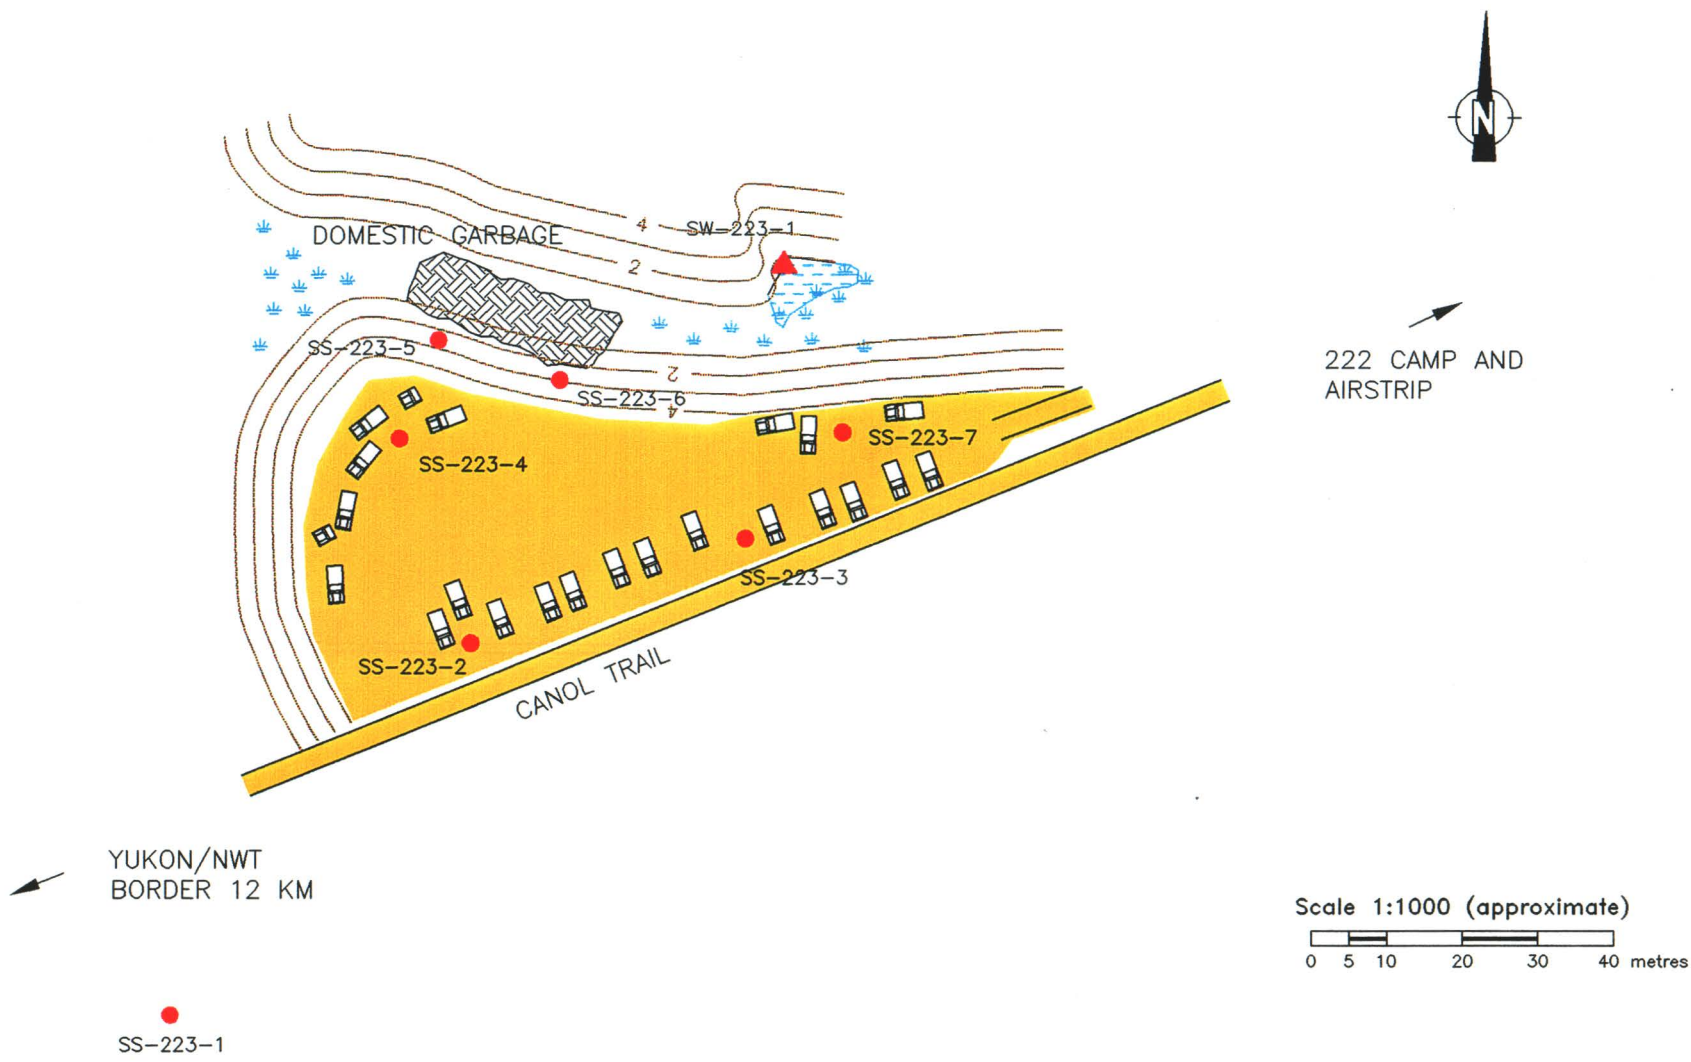 N
4
SW-223-1
DOMESTIC GARBAGE
2
SS-223-5
2
SS-223-6
4
222 CAMP AND
AIRSTRIP
SS-223-7
SS-223-4
SS-223-3
SS-223-2
CANOL TRAIL
YUKON/NWT
BORDER 12 KM
Scale 1:1000 (approximate)
0 5 10 20 30 40 metres
SS-223-1